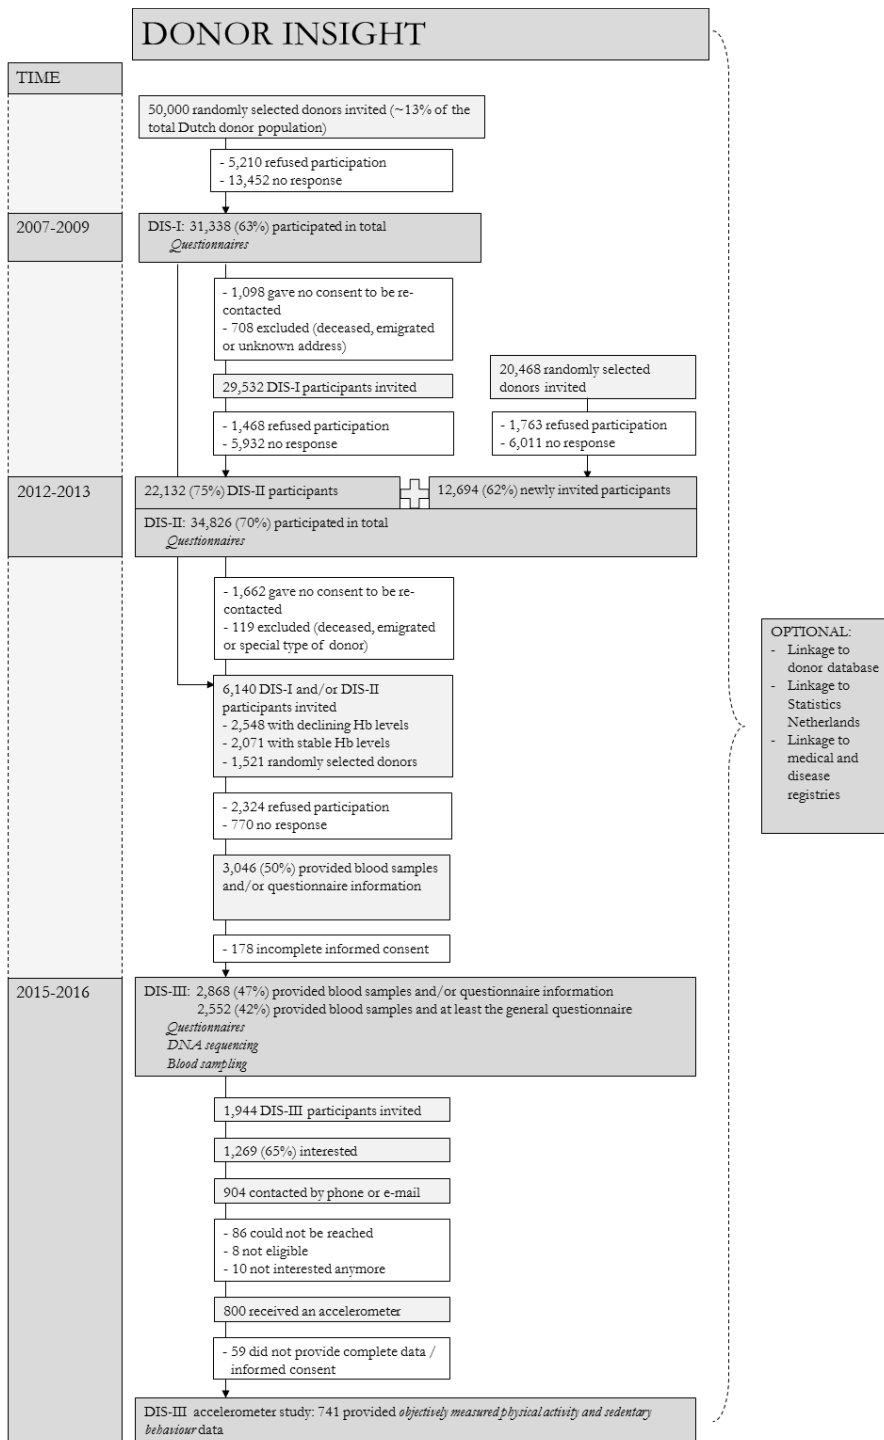 DONOR INSIGHT
TIME
50,000 randomly selected donors invited (~13% of the
total Dutch donor population)
- 5,210 refused participation
- 13,452 no response
2007-2009
DIS-I: 31,338 (63%) participated in total
Questionnaires
- 1,098 gave no consent to be re-
contacted
- 708 excluded (deceased, emigrated
or unknown address)
29,532 DIS-I participants invited
20,468 randomly selected
donors invited
- 1,468 refused participation
- 5,932 no response
- 1,763 refused participation
- 6,011 no response
2012-2013
22,132 (75%) DIS-II participants
12,694 (62%) newly invited participants
DIS-II: 34,826 (70%) participated in total
Questionnaires
- 1,662 gave no consent to be re-
contacted
- 119 excluded (deceased, emigrated
or special type of donor)
6,140 DIS-I and/or DIS-II
participants invited
- 2,548 with declining Hb levels
- 2,071 with stable Hb levels
- 1,521 randomly selected donors
- 2,324 refused participation
- 770 no response
3,046 (50%) provided blood samples
and/or questionnaire information
- 178 incomplete informed consent
2015-2016
DIS-III: 2,868 (47%) provided blood samples and/or questionnaire information
2,552 (42%) provided blood samples and at least the general questionnaire
Questionnaires
DNA sequencing
Blood sampling
1,944 DIS-III participants invited
1,269 (65%) interested
904 contacted by phone or e-mail
- 86 could not be reached
- 8 not eligible
- 10 not interested anymore
800 received an accelerometer
- 59 did not provide complete data /
informed consent
DIS-III accelerometer study: 741 provided objectively measured physical activity and sedentary
behaviour data
OPTIONAL:
- Linkage to
donor database
- Linkage to
Statistics
Netherlands
- Linkage to
medical and
disease
registries